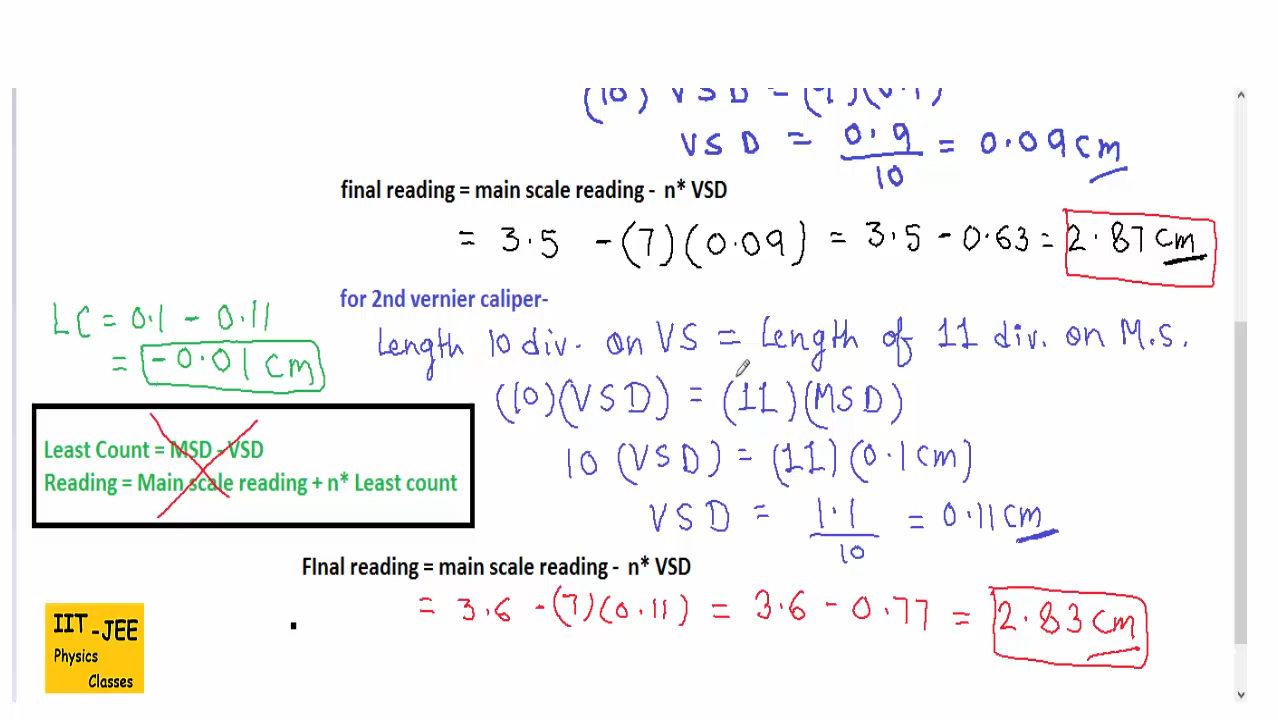 (10) VSD = (9)(0.1)
VSD = 0.9/10 = 0.09 cm
final reading = main scale reading - n* VSD
= 3.5 - (7)(0.09) = 3.5 - 0.63 = 2.87 cm
for 2nd vernier caliper-
LC = 0.1 - 0.11
= -0.01 cm
Length 10 div. on VS = Length of 11 div. on M.S.
(10)(VSD) = (11)(MSD)
10 (VSD) = (11)(0.1cm)
VSD = 1.1/10 = 0.11 cm
Least Count = MSD - VSD
Reading = Main scale reading + n* Least count
FInal reading = main scale reading - n* VSD
= 3.6 - (7)(0.11) = 3.6 - 0.77 = 2.83 cm
IIT -JEE
Physics
Classes